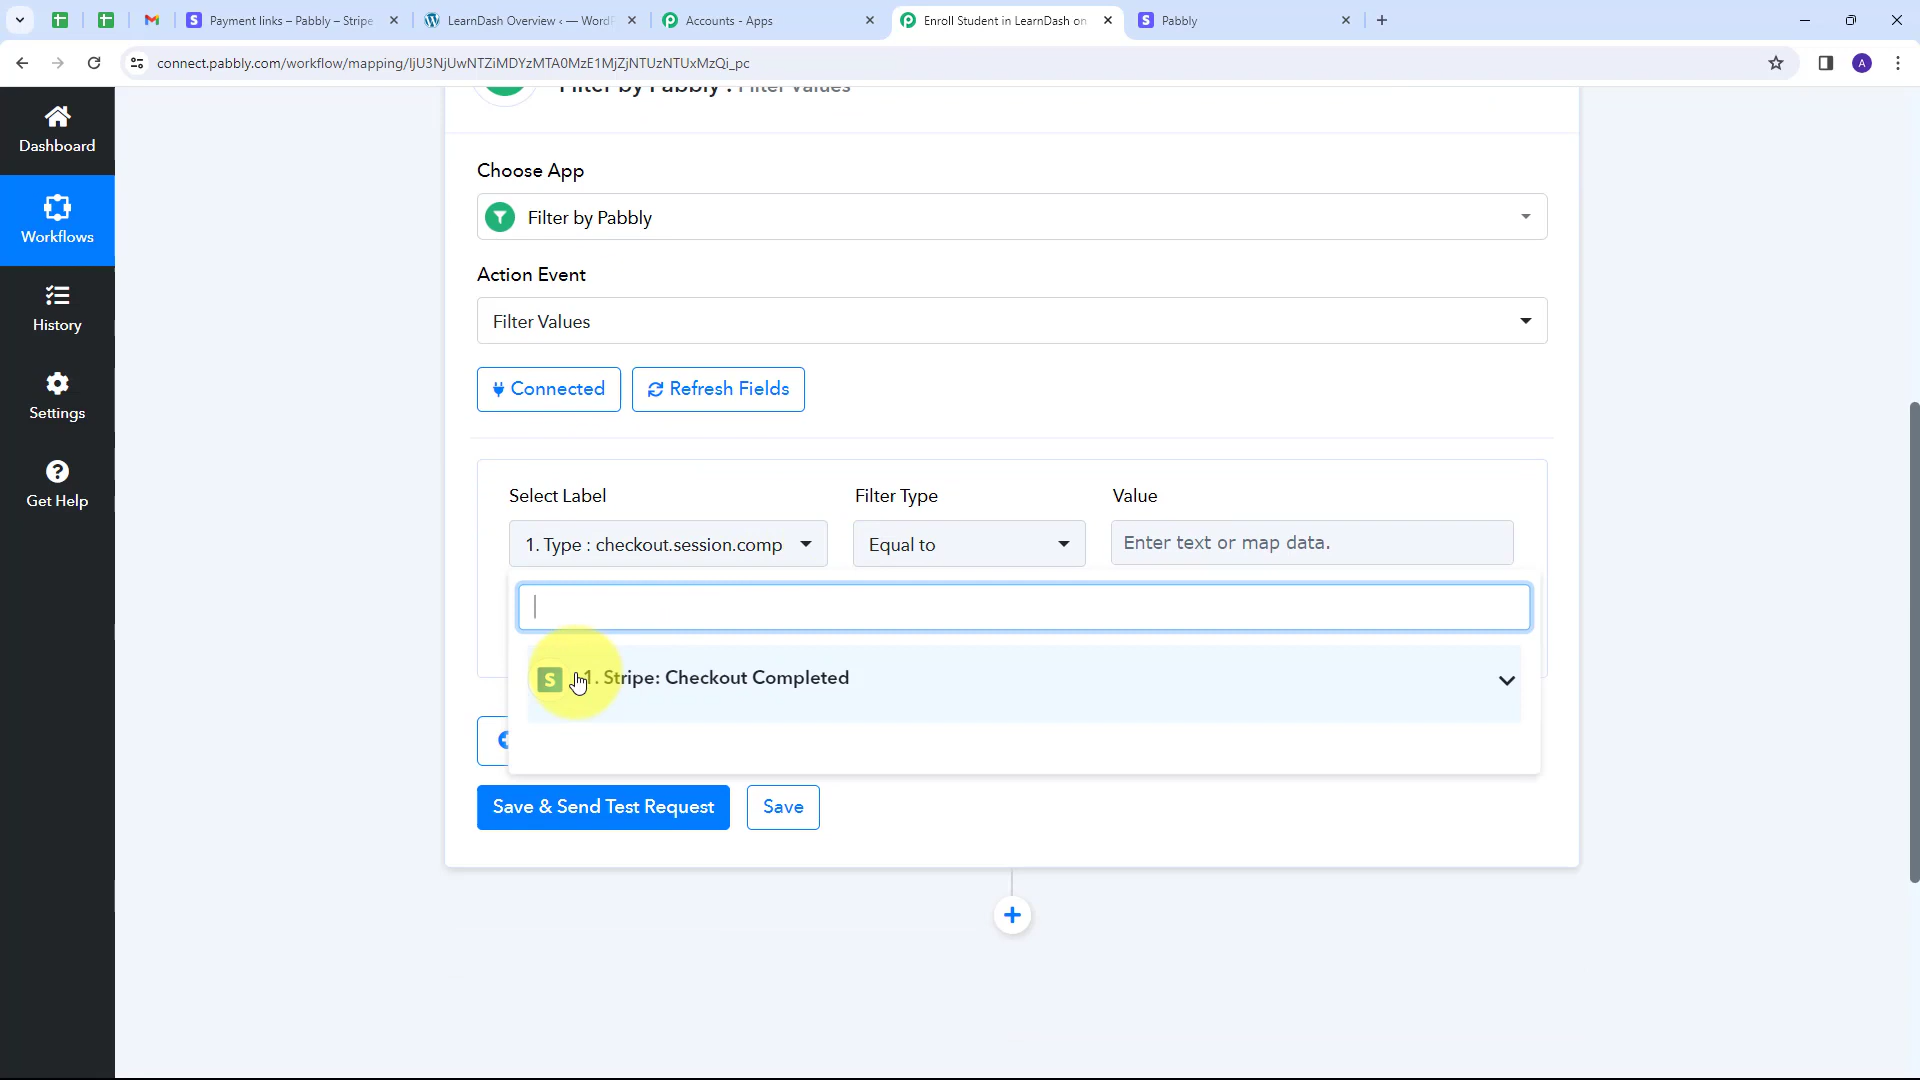 Payment links – Pabbly – Stripe
LearnDash Overview ‹ — WordP
Accounts - Apps
Enroll Student in LearnDash on
Pabbly
connect.pabbly.com/workflow/mapping/IjU3NjUwNTZiMDYzMTA0MzE1MjZjNTUzNTUxMzQi_pc
A
Filter by Pabbly : Filter Values
Dashboard
Workflows
History
Settings
Get Help
Choose App
Filter by Pabbly
Action Event
Filter Values
Connected
Refresh Fields
Select Label
Filter Type
Value
1. Type : checkout.session.comp
Equal to
Enter text or map data.
S
1. Stripe: Checkout Completed
Save & Send Test Request
Save